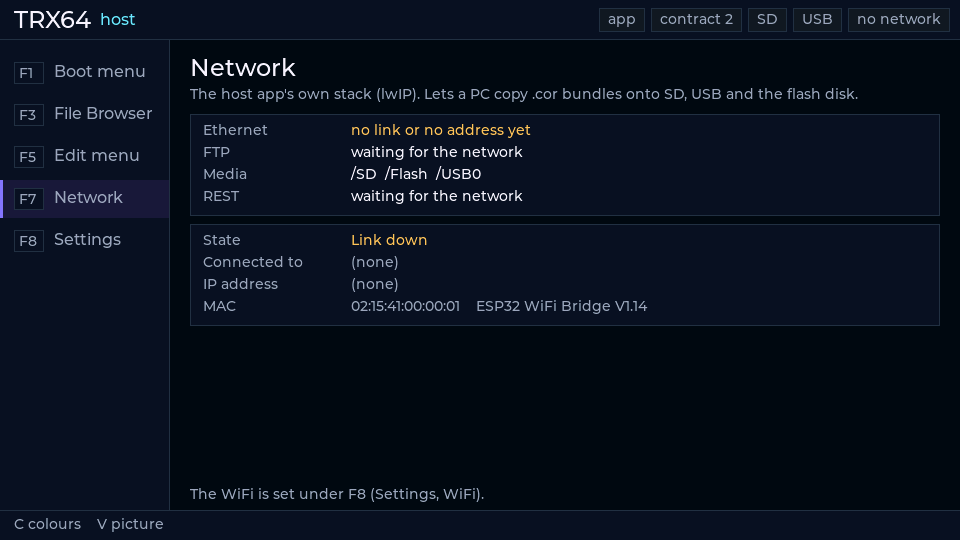 TRX64 host app contract 2 SD USB no network
F1 Boot menu
F3 File Browser
F5 Edit menu
F7 Network
F8 Settings
Network
The host app's own stack (lwIP). Lets a PC copy .cor bundles onto SD, USB and the flash disk.
Ethernet no link or no address yet
FTP waiting for the network
Media /SD /Flash /USB0
REST waiting for the network
State Link down
Connected to (none)
IP address (none)
MAC 02:15:41:00:00:01 ESP32 WiFi Bridge V1.14
The WiFi is set under F8 (Settings, WiFi).
C colours V picture